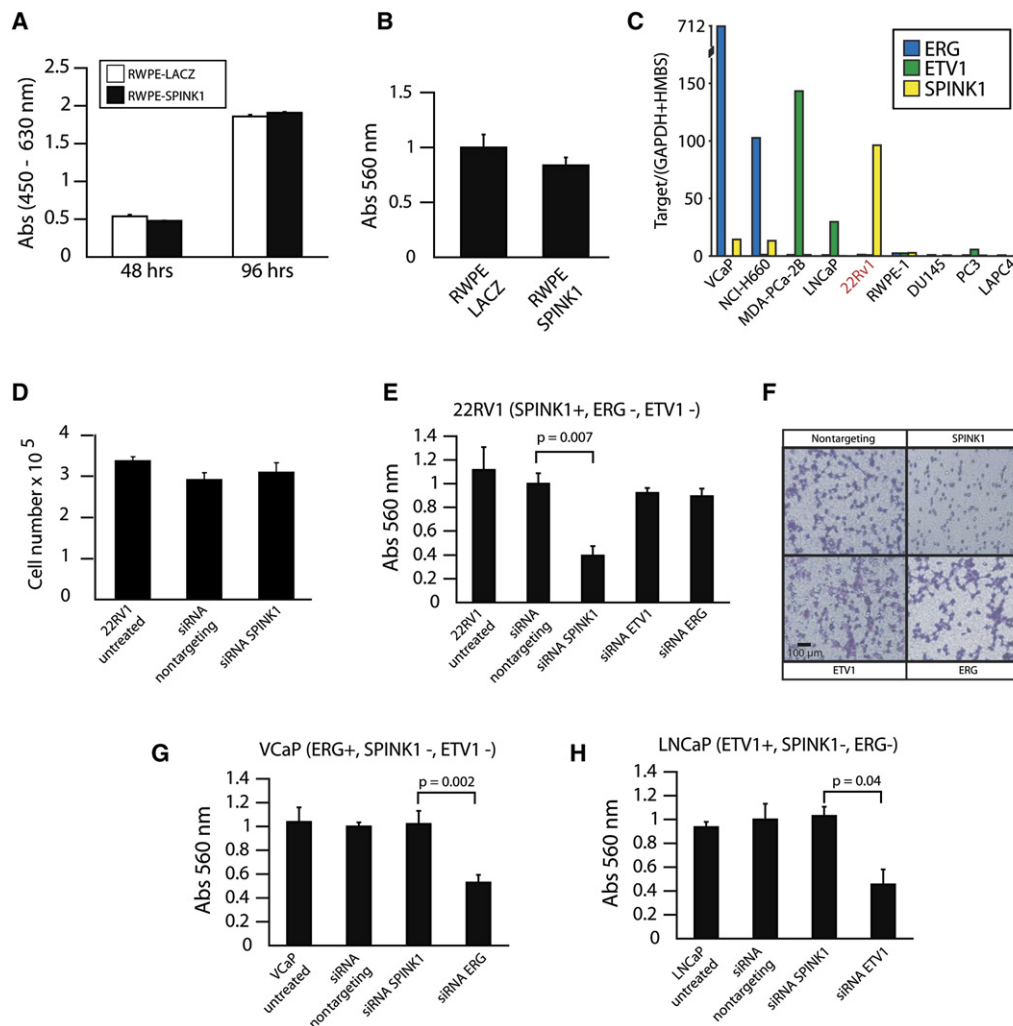 A
Abs (450 - 630 nm)
2.5
2
1.5
1
0.5
0
RWPE-LACZ
RWPE-SPINK1
48 hrs
96 hrs
B
Abs 560 nm
1.5
1
0.5
0
RWPE
LACZ
RWPE
SPINK1
C
Target/(GAPDH+HMBS)
712
150
100
50
0
ERG
ETV1
SPINK1
VCaP
NCI-H660
MDA-PCa-2B
LNCaP
22Rv1
RWPE-1
DU145
PC3
LAPC4
D
Cell number x 10 5
4
3
2
1
0
22RV1
untreated
siRNA
nontargeting
siRNA SPINK1
E
22RV1 (SPINK1+, ERG -, ETV1 -)
Abs 560 nm
1.4
1.2
1
0.8
0.6
0.4
0.2
0
p = 0.007
22RV1
untreated
siRNA
nontargeting
siRNA SPINK1
siRNA ETV1
siRNA ERG
F
Nontargeting
SPINK1
100 µm
ETV1
ERG
G
VCaP (ERG+, SPINK1 -, ETV1 -)
Abs 560 nm
1.4
1.2
1
0.8
0.6
0.4
0.2
0
p = 0.002
VCaP
untreated
siRNA
nontargeting
siRNA SPINK1
siRNA ERG
H
LNCaP (ETV1+, SPINK1-, ERG-)
Abs 560 nm
1.4
1.2
1
0.8
0.6
0.4
0.2
0
p = 0.04
LNCaP
untreated
siRNA
nontargeting
siRNA SPINK1
siRNA ETV1